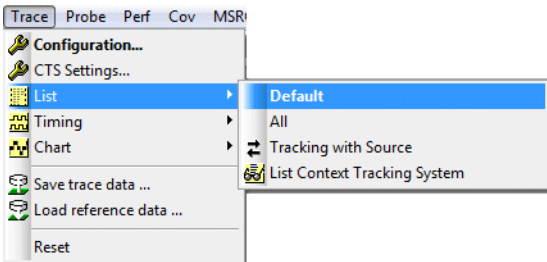 Trace Probe Perf Cov
Configuration...
CTS Settings...
List
Timing
Chart
Save trace data ...
Load reference data ...
Reset
Default
All
Tracking with Source
List Context Tracking System